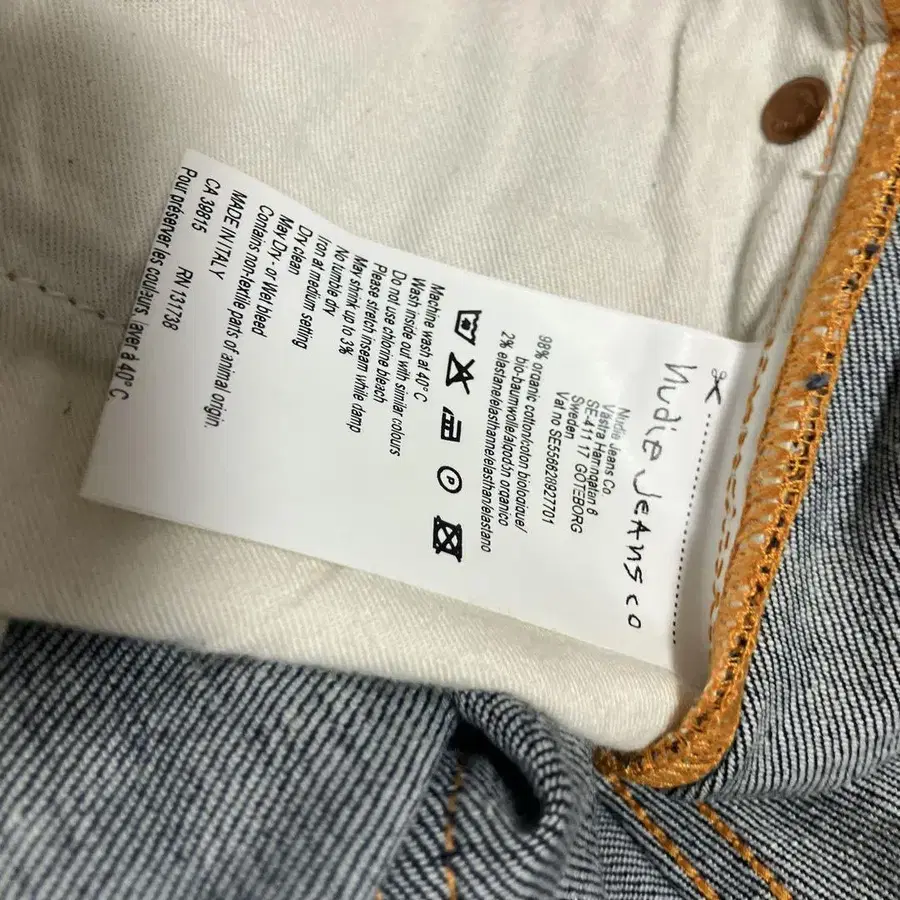 nudie JEANS co
Nudie Jeans Co
Västra Hamngatan 6
SE-411 17 GÖTEBORG
Sweden
Vat no SE556628927701
98% organic cotton/coton biologique/
bio-baumwolle/algodón organico
2% elastane/elasthanne/elasthan/elastano
P
Machine wash at 40°C
Wash inside out with similar colours
Do not use chlorine bleach
Please stretch inseam while damp
May shrink up to 3%
No tumble dry
Iron at medium setting
Dry clean
May Dry - or Wet bleed
Contains non-textile parts of animal origin.
MADE IN ITALY
CA 39815 RN 131738
Pour préserver les couleurs, laver à 40° C